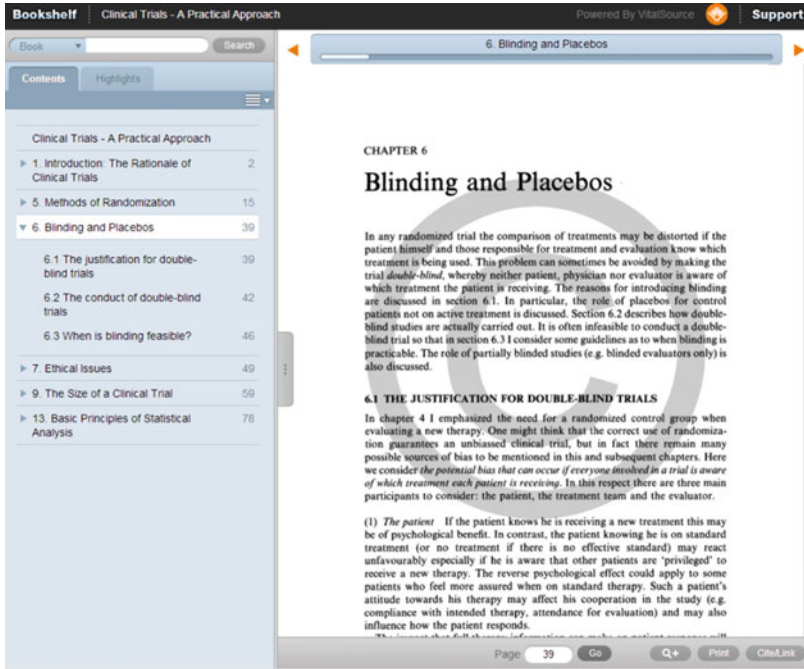 Bookshelf
Clinical Trials - A Practical Approach
Powered By VitalSource
Support
Book
Search
6. Blinding and Placebos
Contents
Highlights
Clinical Trials - A Practical Approach
1. Introduction: The Rationale of 2
Clinical Trials
5. Methods of Randomization 15
6. Blinding and Placebos 39
6.1 The justification for double- 39
blind trials
6.2 The conduct of double-blind 42
trials
6.3 When is blinding feasible? 46
7. Ethical Issues 49
9. The Size of a Clinical Trial 59
13. Basic Principles of Statistical 78
Analysis
CHAPTER 6
Blinding and Placebos
In any randomized trial the comparison of treatments may be distorted if the
patient himself and those responsible for treatment and evaluation know which
treatment is being used. This problem can sometimes be avoided by making the
trial double-blind, whereby neither patient, physician nor evaluator is aware of
which treatment the patient is receiving. The reasons for introducing blinding
are discussed in section 6.1. In particular, the role of placebos for control
patients not on active treatment is discussed. Section 6.2 describes how double-
blind studies are actually carried out. It is often infeasible to conduct a double-
blind trial so that in section 6.3 I consider some guidelines as to when blinding is
practicable. The role of partially blinded studies (e.g. blinded evaluators only) is
also discussed.
6.1 THE JUSTIFICATION FOR DOUBLE-BLIND TRIALS
In chapter 4 I emphasized the need for a randomized control group when
evaluating a new therapy. One might think that the correct use of randomiza-
tion guarantees an unbiassed clinical trial, but in fact there remain many
possible sources of bias to be mentioned in this and subsequent chapters. Here
we consider the potential bias that can occur if everyone involved in a trial is aware
of which treatment each patient is receiving. In this respect there are three main
participants to consider: the patient, the treatment team and the evaluator.
(1) The patient If the patient knows he is receiving a new treatment this may
be of psychological benefit. In contrast, the patient knowing he is on standard
treatment (or no treatment if there is no effective standard) may react
unfavourably especially if he is aware that other patients are 'privileged' to
receive a new therapy. The reverse psychological effect could apply to some
patients who feel more assured when on standard therapy. Such a patient's
attitude towards his therapy may affect his cooperation in the study (e.g.
compliance with intended therapy, attendance for evaluation) and may also
influence how the patient responds.
Page 39 Go
Q+
Print
Cite/Link